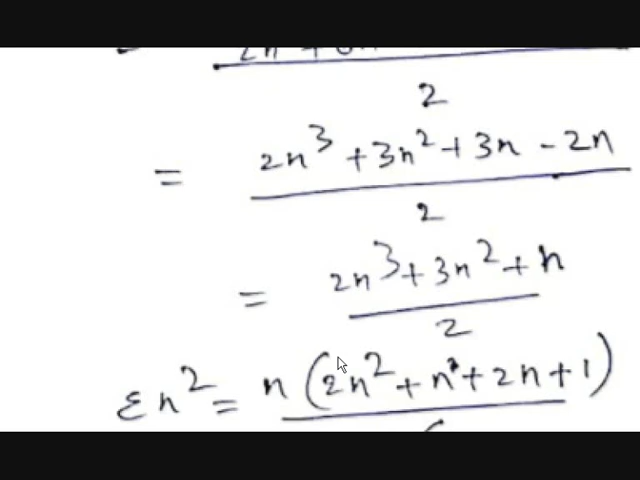 2
= 2n³ + 3n² + 3n - 2n
2
= 2n³ + 3n² + n
2
Σn² = n (2n² + n + 2n + 1)